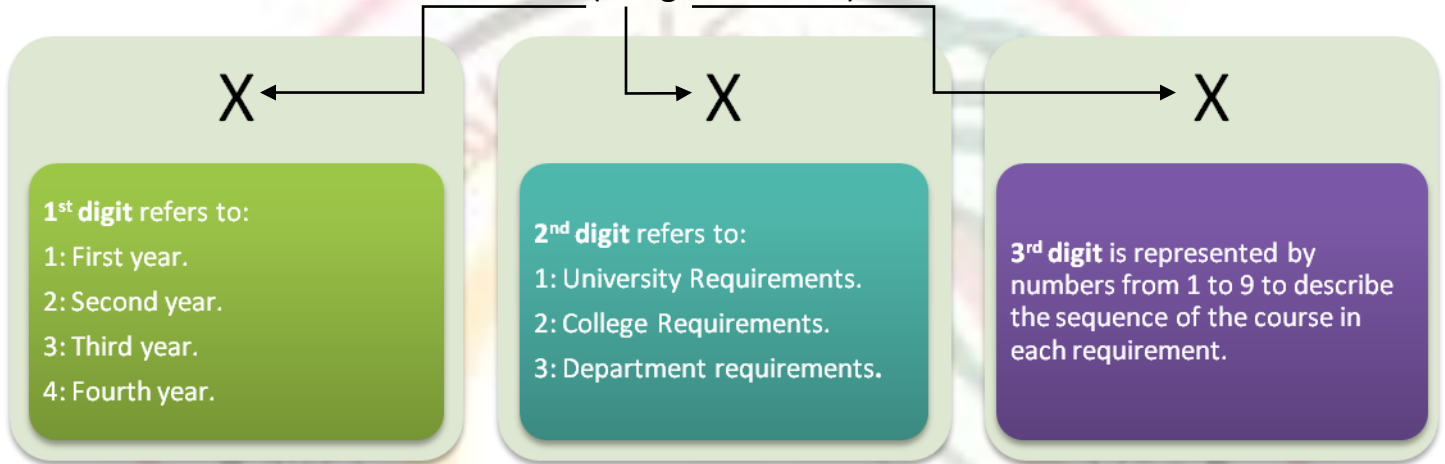 X
X
X
1st digit refers to:
1: First year.
2: Second year.
3: Third year.
4: Fourth year.
2nd digit refers to:
1: University Requirements.
2: College Requirements.
3: Department requirements.
3rd digit is represented by
numbers from 1 to 9 to describe
the sequence of the course in
each requirement.